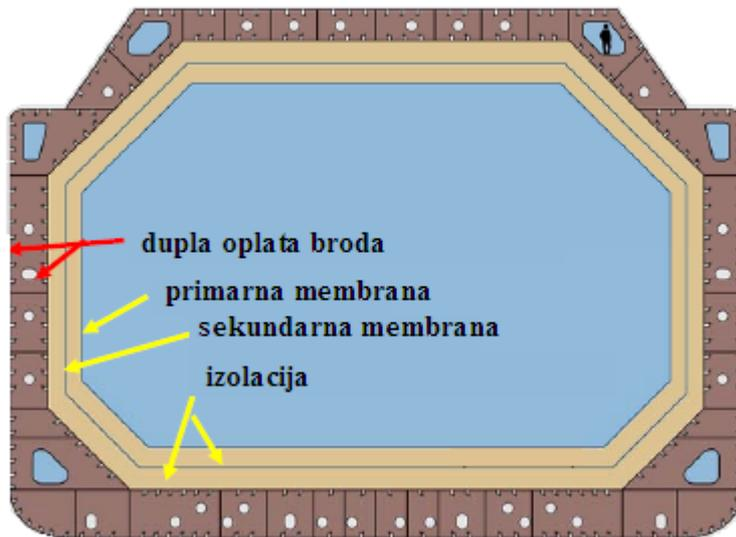 dupla oplata broda
primarna membrana
sekundarna membrana
izolacija